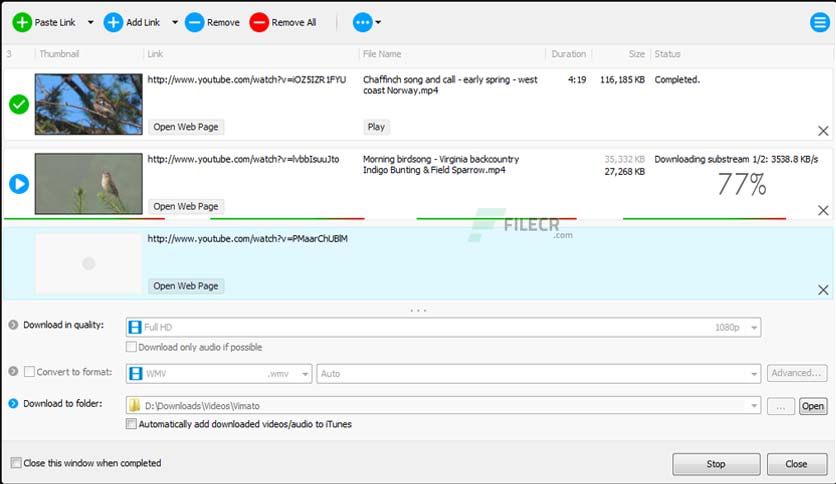 Paste Link Add Link Remove Remove All
3 Thumbnail Link File Name Duration Size Status
http://www.youtube.com/watch?v=iOZ5IZR1FYU Chaffinch song and call - early spring - west 4:19 116,185 KB Completed.
coast Norway.mp4
Open Web Page Play
http://www.youtube.com/watch?v=lvbbIsuuJto Morning birdsong - Virginia backcountry 35,332 KB Downloading substream 1/2: 3538.8 KB/s
Indigo Bunting & Field Sparrow.mp4 27,268 KB
77%
Open Web Page
FILECR
.com
http://www.youtube.com/watch?v=PMaarChUBlM
Open Web Page
Download in quality: Full HD 1080p
Download only audio if possible
Convert to format: WMV .wmv Auto Advanced...
Download to folder: D:\Downloads\Videos\Vimato ... Open
Automatically add downloaded videos/audio to iTunes
Close this window when completed Stop Close